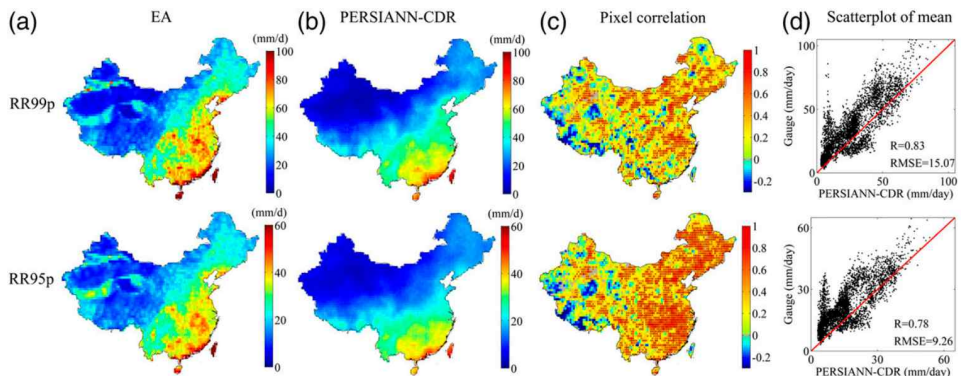 (a) EA (b) PERSIANN-CDR (c) Pixel correlation (d) Scatterplot of mean
(mm/d) (mm/day)
RR99p
100
80
60
40
20
0
100
80
60
40
20
0
1
0.8
0.6
0.4
0.2
0
-0.2
Gauge (mm/day)
100
50
0
0 50 100
R=0.83
RMSE=15.07
PERSIANN-CDR (mm/day)
(mm/d) (mm/d)
RR95p
60
40
20
0
60
40
20
0
1
0.8
0.6
0.4
0.2
0
-0.2
Gauge (mm/day)
60
30
0
0 30 60
R=0.78
RMSE=9.26
PERSIANN-CDR (mm/day)